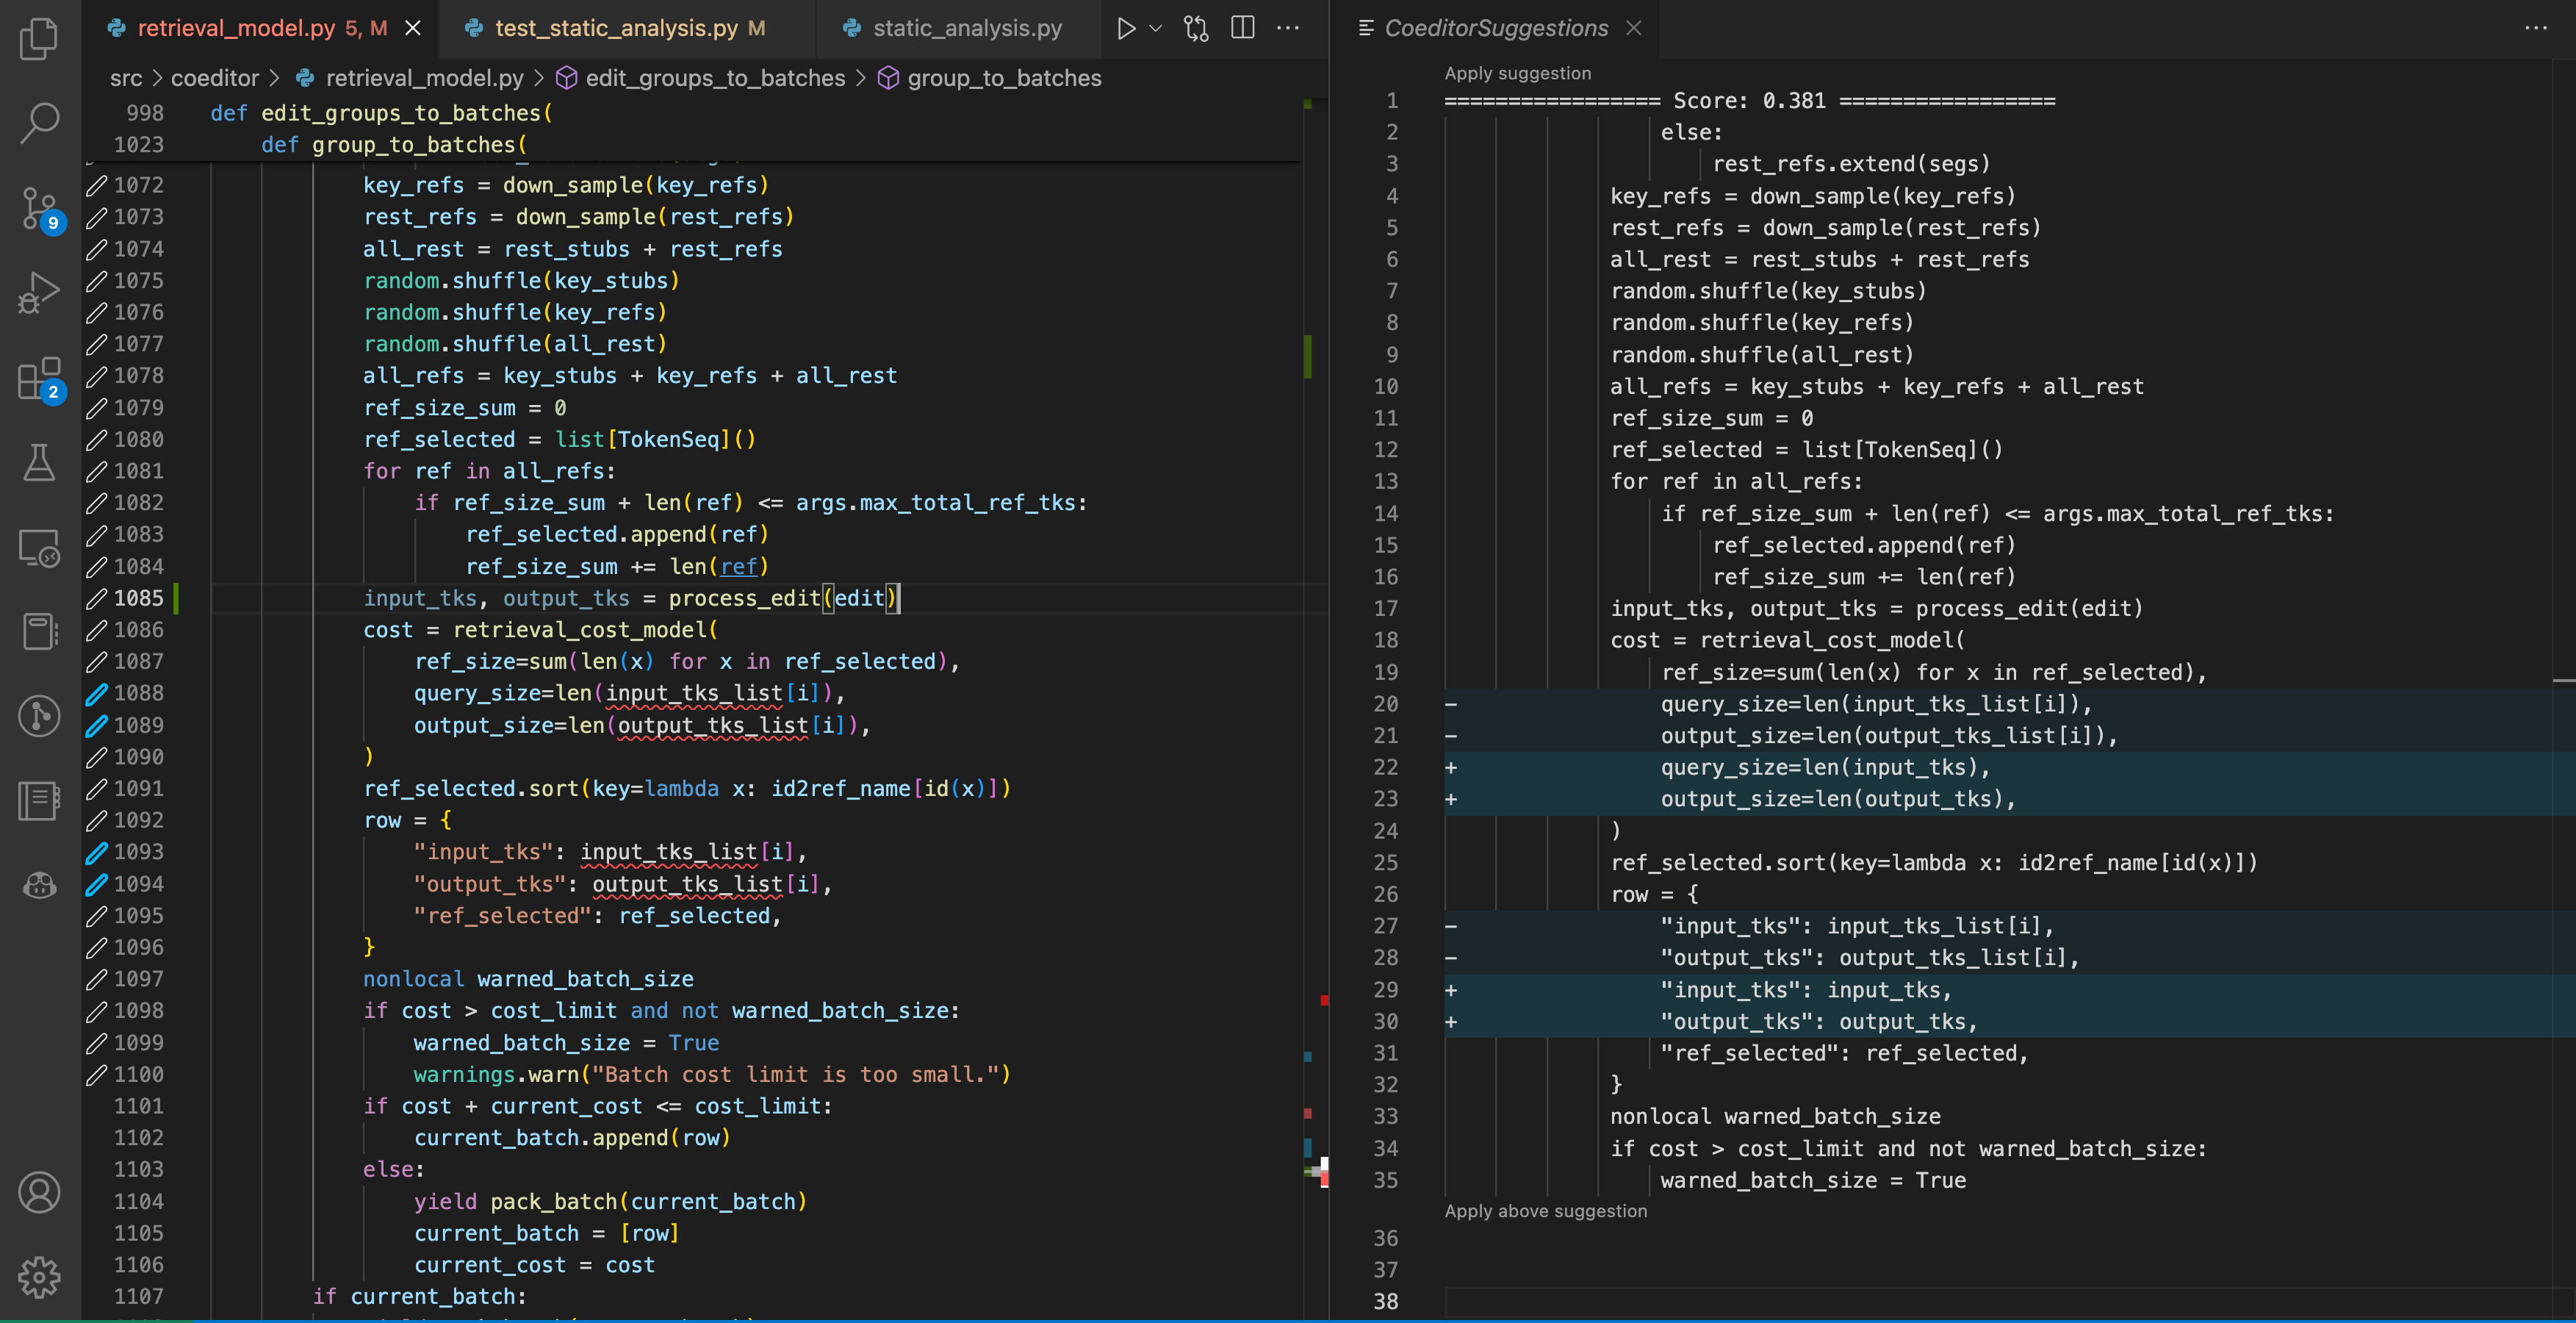 retrieval_model.py 5, M
test_static_analysis.py M
static_analysis.py
CoeditorSuggestions
src > coeditor > retrieval_model.py > edit_groups_to_batches > group_to_batches
998 def edit_groups_to_batches(
1023 def group_to_batches(
1072 key_refs = down_sample(key_refs)
1073 rest_refs = down_sample(rest_refs)
1074 all_rest = rest_stubs + rest_refs
1075 random.shuffle(key_stubs)
1076 random.shuffle(key_refs)
1077 random.shuffle(all_rest)
1078 all_refs = key_stubs + key_refs + all_rest
1079 ref_size_sum = 0
1080 ref_selected = list[TokenSeq]()
1081 for ref in all_refs:
1082 if ref_size_sum + len(ref) <= args.max_total_ref_tks:
1083 ref_selected.append(ref)
1084 ref_size_sum += len(ref)
1085 input_tks, output_tks = process_edit(edit)
1086 cost = retrieval_cost_model(
1087 ref_size=sum(len(x) for x in ref_selected),
1088 query_size=len(input_tks_list[i]),
1089 output_size=len(output_tks_list[i]),
1090 )
1091 ref_selected.sort(key=lambda x: id2ref_name[id(x)])
1092 row = {
1093 "input_tks": input_tks_list[i],
1094 "output_tks": output_tks_list[i],
1095 "ref_selected": ref_selected,
1096 }
1097 nonlocal warned_batch_size
1098 if cost > cost_limit and not warned_batch_size:
1099 warned_batch_size = True
1100 warnings.warn("Batch cost limit is too small.")
1101 if cost + current_cost <= cost_limit:
1102 current_batch.append(row)
1103 else:
1104 yield pack_batch(current_batch)
1105 current_batch = [row]
1106 current_cost = cost
1107 if current_batch:
9
2
Apply suggestion
1 ================= Score: 0.381 =================
2 else:
3 rest_refs.extend(segs)
4 key_refs = down_sample(key_refs)
5 rest_refs = down_sample(rest_refs)
6 all_rest = rest_stubs + rest_refs
7 random.shuffle(key_stubs)
8 random.shuffle(key_refs)
9 random.shuffle(all_rest)
10 all_refs = key_stubs + key_refs + all_rest
11 ref_size_sum = 0
12 ref_selected = list[TokenSeq]()
13 for ref in all_refs:
14 if ref_size_sum + len(ref) <= args.max_total_ref_tks:
15 ref_selected.append(ref)
16 ref_size_sum += len(ref)
17 input_tks, output_tks = process_edit(edit)
18 cost = retrieval_cost_model(
19 ref_size=sum(len(x) for x in ref_selected),
20 - query_size=len(input_tks_list[i]),
21 - output_size=len(output_tks_list[i]),
22 + query_size=len(input_tks),
23 + output_size=len(output_tks),
24 )
25 ref_selected.sort(key=lambda x: id2ref_name[id(x)])
26 row = {
27 - "input_tks": input_tks_list[i],
28 - "output_tks": output_tks_list[i],
29 + "input_tks": input_tks,
30 + "output_tks": output_tks,
31 "ref_selected": ref_selected,
32 }
33 nonlocal warned_batch_size
34 if cost > cost_limit and not warned_batch_size:
35 warned_batch_size = True
Apply above suggestion
36
37
38